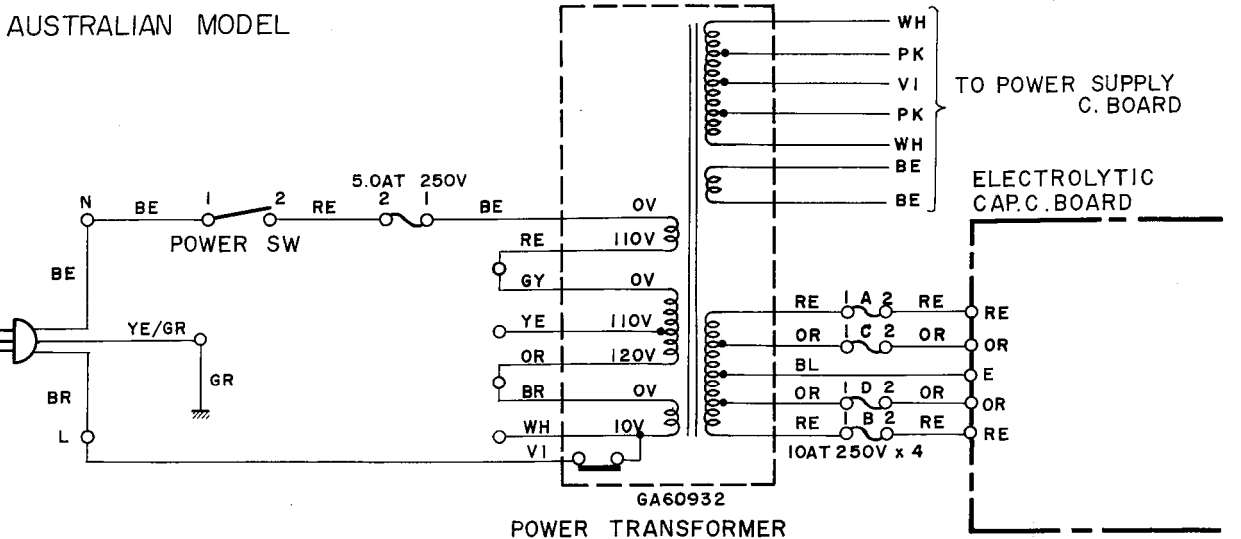 AUSTRALIAN MODEL
WH
PK
VI
PK
WH
BE
BE
TO POWER SUPPLY
C. BOARD
ELECTROLYTIC
CAP. C. BOARD
N
BE
1
2
RE
5.0AT 250V
2 1
BE
0V
POWER SW
RE
110V
BE
GY
0V
YE/GR
YE
110V
GR
OR
120V
BR
BR
0V
L
WH
10V
VI
RE 1 A 2 RE RE
OR 1 C 2 OR OR
BL E
OR 1 D 2 OR OR
RE 1 B 2 RE RE
10AT 250V x 4
GA60932
POWER TRANSFORMER